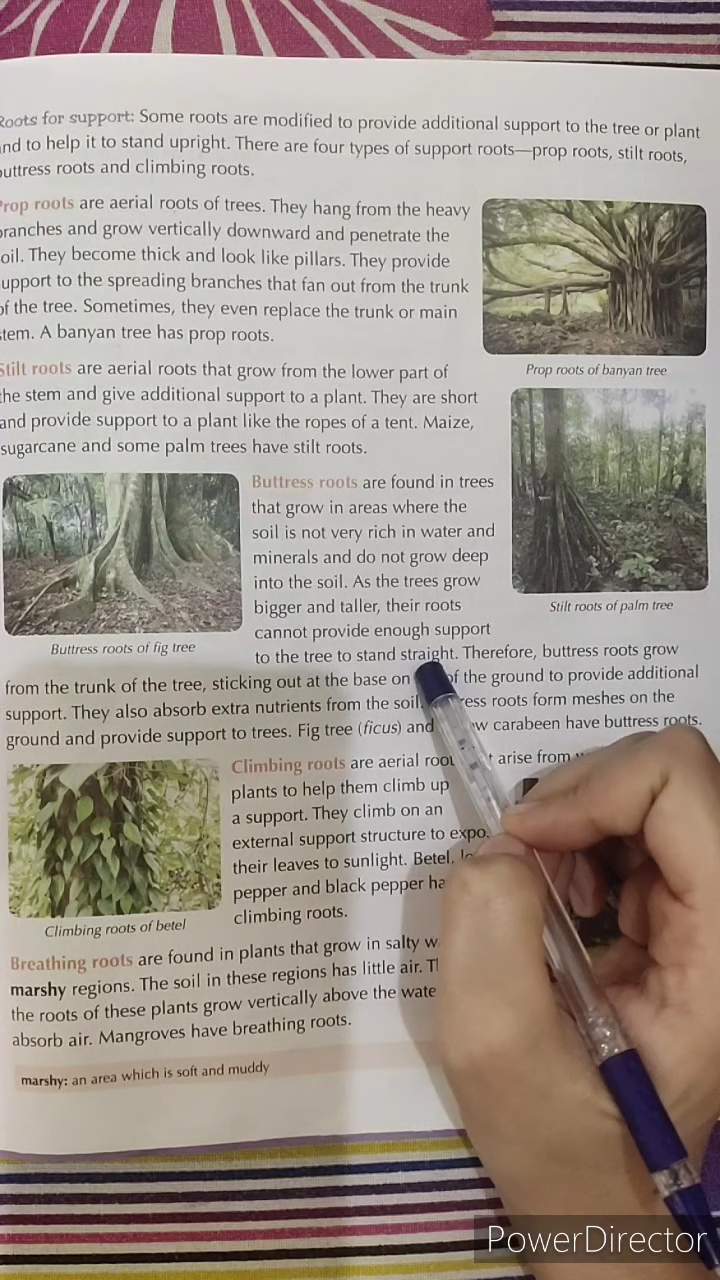 Roots for support: Some roots are modified to provide additional support to the tree or plant
and to help it to stand upright. There are four types of support roots—prop roots, stilt roots,
buttress roots and climbing roots.
Prop roots are aerial roots of trees. They hang from the heavy
branches and grow vertically downward and penetrate the
soil. They become thick and look like pillars. They provide
support to the spreading branches that fan out from the trunk
of the tree. Sometimes, they even replace the trunk or main
stem. A banyan tree has prop roots.
Prop roots of banyan tree
Stilt roots are aerial roots that grow from the lower part of
the stem and give additional support to a plant. They are short
and provide support to a plant like the ropes of a tent. Maize,
sugarcane and some palm trees have stilt roots.
Stilt roots of palm tree
Buttress roots are found in trees
that grow in areas where the
soil is not very rich in water and
minerals and do not grow deep
into the soil. As the trees grow
bigger and taller, their roots
cannot provide enough support
to the tree to stand straight. Therefore, buttress roots grow
Buttress roots of fig tree
from the trunk of the tree, sticking out at the base on of the ground to provide additional
support. They also absorb extra nutrients from the soil. ress roots form meshes on the
ground and provide support to trees. Fig tree (ficus) and carabeen have buttress roots.
Climbing roots are aerial arise from
plants to help them climb up
a support. They climb on an
external support structure to
their leaves to sunlight. Betel,
pepper and black pepper
climbing roots.
Climbing roots of betel
Breathing roots are found in plants that grow in salty
marshy regions. The soil in these regions has little air.
the roots of these plants grow vertically above the
absorb air. Mangroves have breathing roots.
marshy: an area which is soft and muddy
PowerDirector